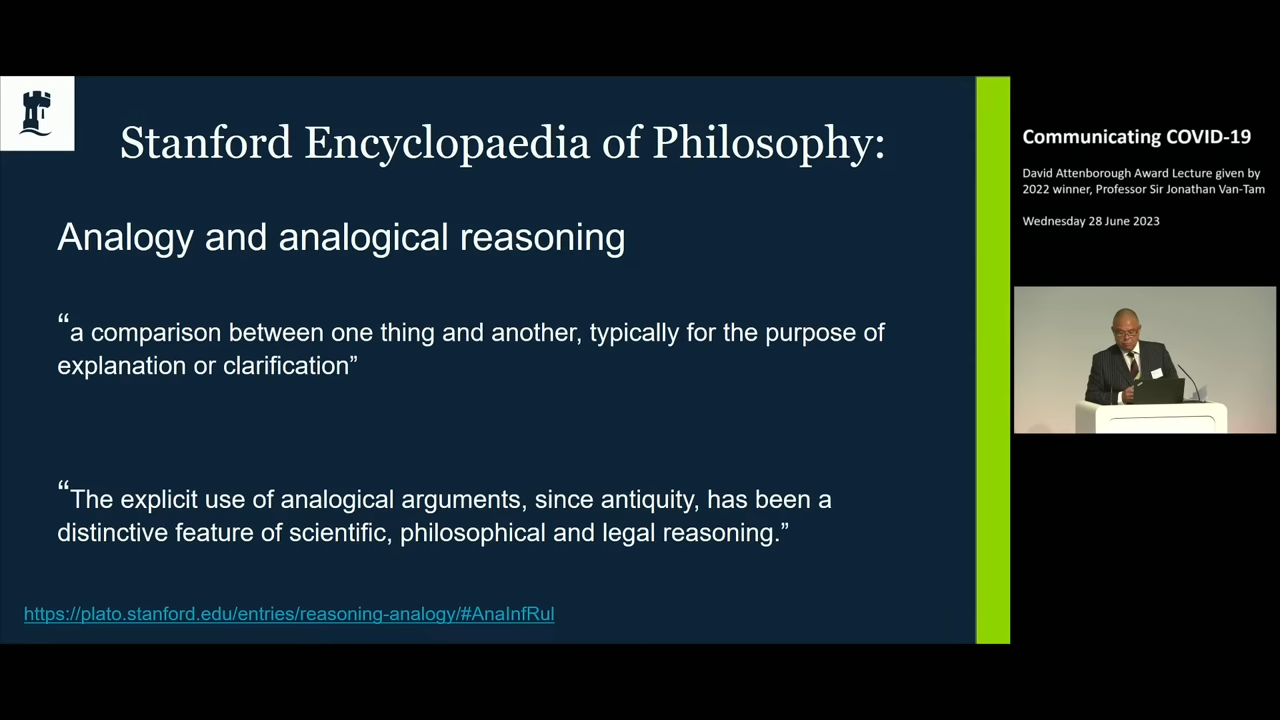 Stanford Encyclopaedia of Philosophy:
Analogy and analogical reasoning
“a comparison between one thing and another, typically for the purpose of
explanation or clarification”
“The explicit use of analogical arguments, since antiquity, has been a
distinctive feature of scientific, philosophical and legal reasoning.”
https://plato.stanford.edu/entries/reasoning-analogy/#AnaInfRul
Communicating COVID-19
David Attenborough Award Lecture given by
2022 winner, Professor Sir Jonathan Van-Tam
Wednesday 28 June 2023